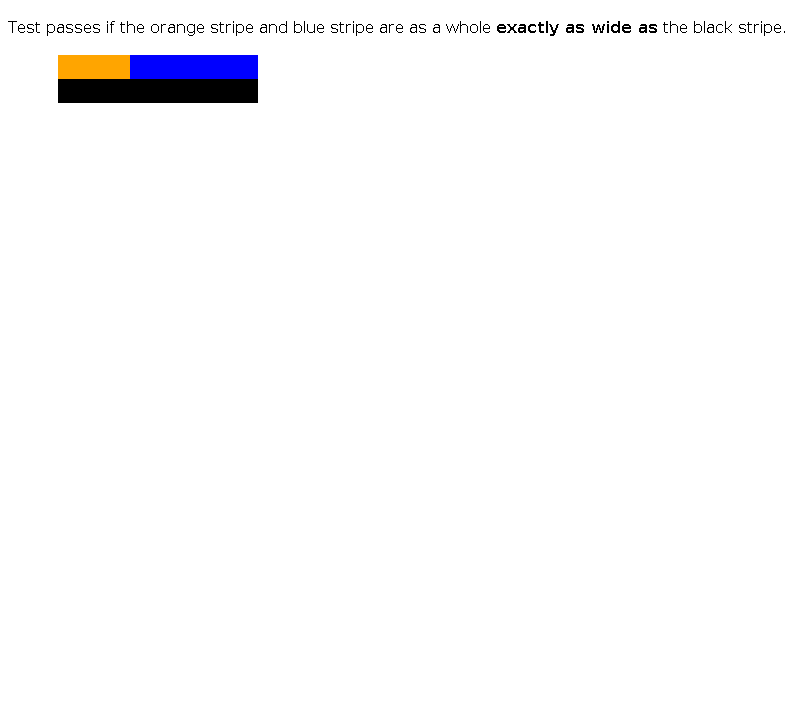 Test passes if the orange stripe and blue stripe are as a whole exactly as wide as the black stripe.